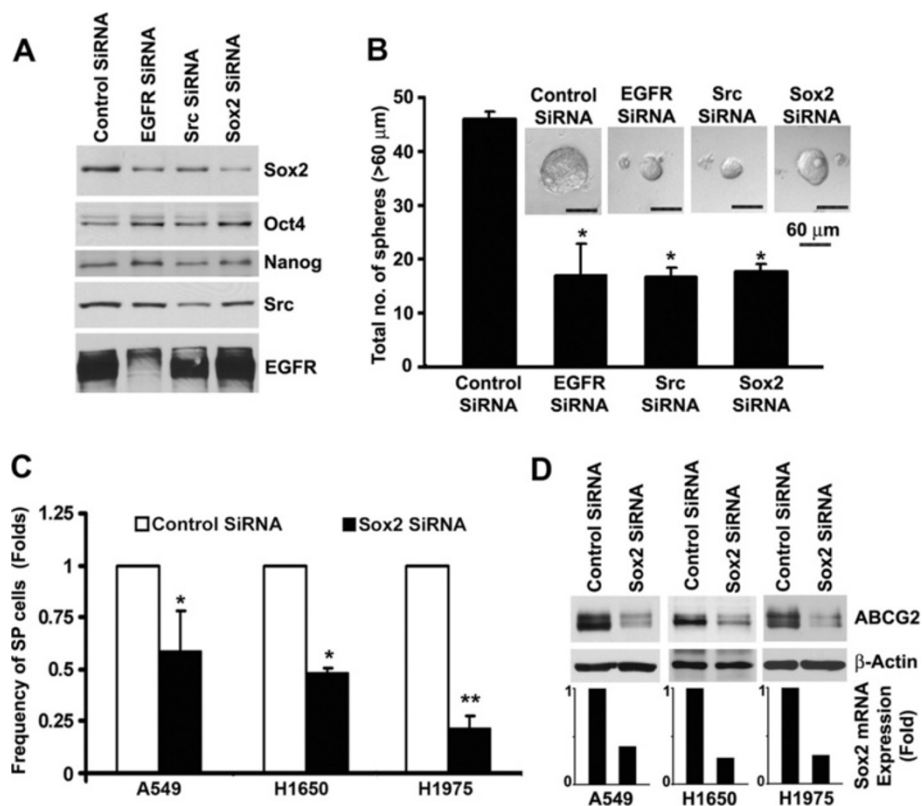 A
Control SiRNA
EGFR SiRNA
Src SiRNA
Sox2 SiRNA
Sox2
Oct4
Nanog
Src
EGFR
B
Total no. of spheres (>60 μm)
50
40
30
20
10
0
Control
SiRNA
EGFR
SiRNA
Src
SiRNA
Sox2
SiRNA
60 μm
*
*
*
Control
SiRNA
EGFR
SiRNA
Src
SiRNA
Sox2
SiRNA
C
Frequency of SP cells (Folds)
1.25
1
0.75
0.5
0.25
0
Control SiRNA
Sox2 SiRNA
*
*
**
A549
H1650
H1975
D
Control SiRNA
Sox2 SiRNA
Control SiRNA
Sox2 SiRNA
Control SiRNA
Sox2 SiRNA
ABCG2
β-Actin
1
0
1
0
1
0
Sox2 mRNA
Expression
(Fold)
A549
H1650
H1975